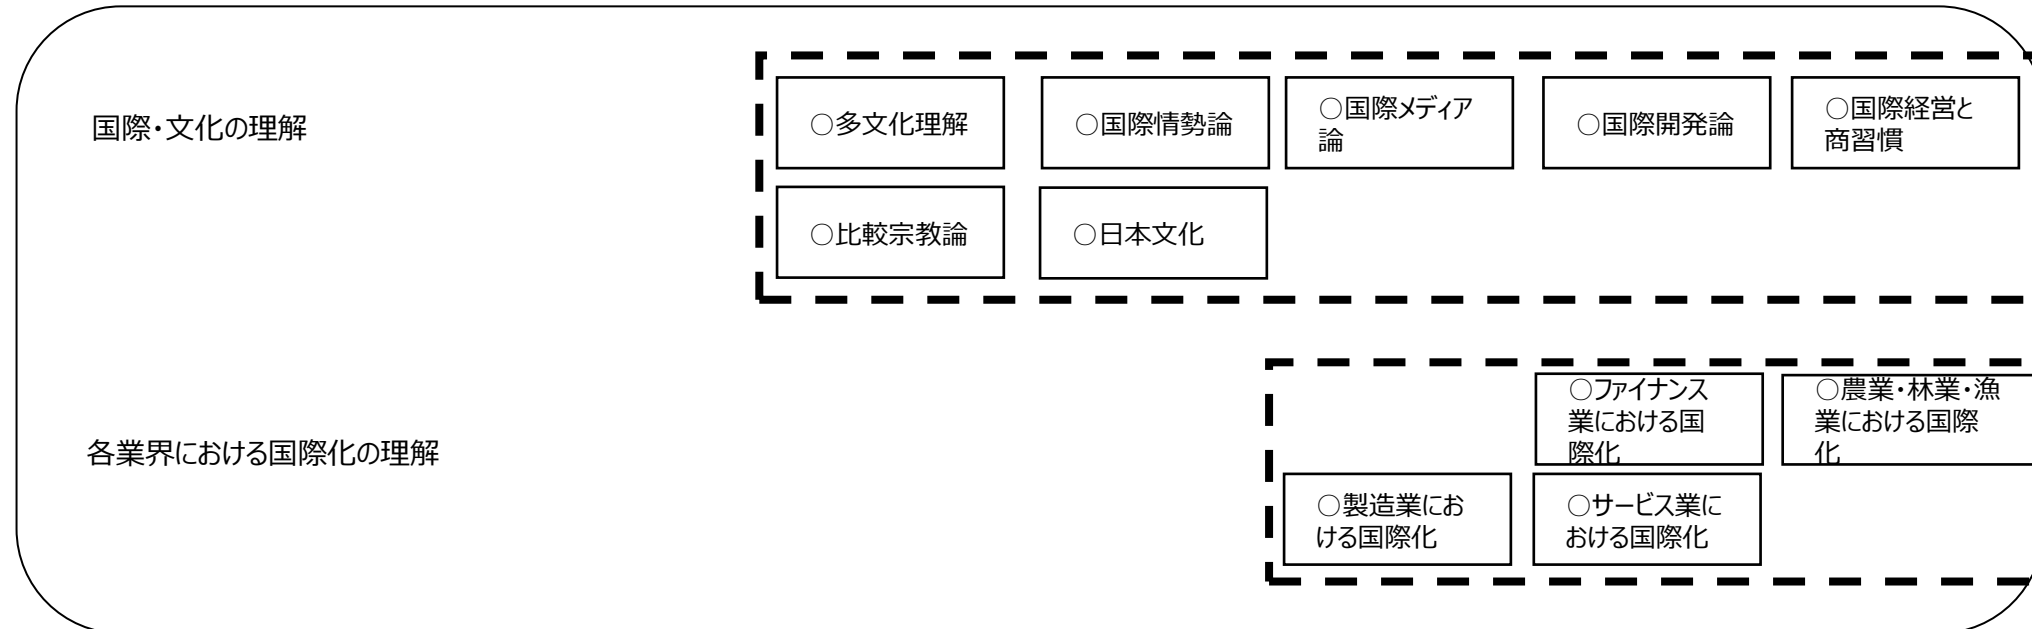 国際・文化の理解
○多文化理解
○国際情勢論
○国際メディア
論
○国際開発論
○国際経営と
商習慣
○比較宗教論
○日本文化
各業界における国際化の理解
○ファイナンス
業における国
際化
○農業・林業・漁
業における国際
化
○製造業にお
ける国際化
○サービス業に
おける国際化